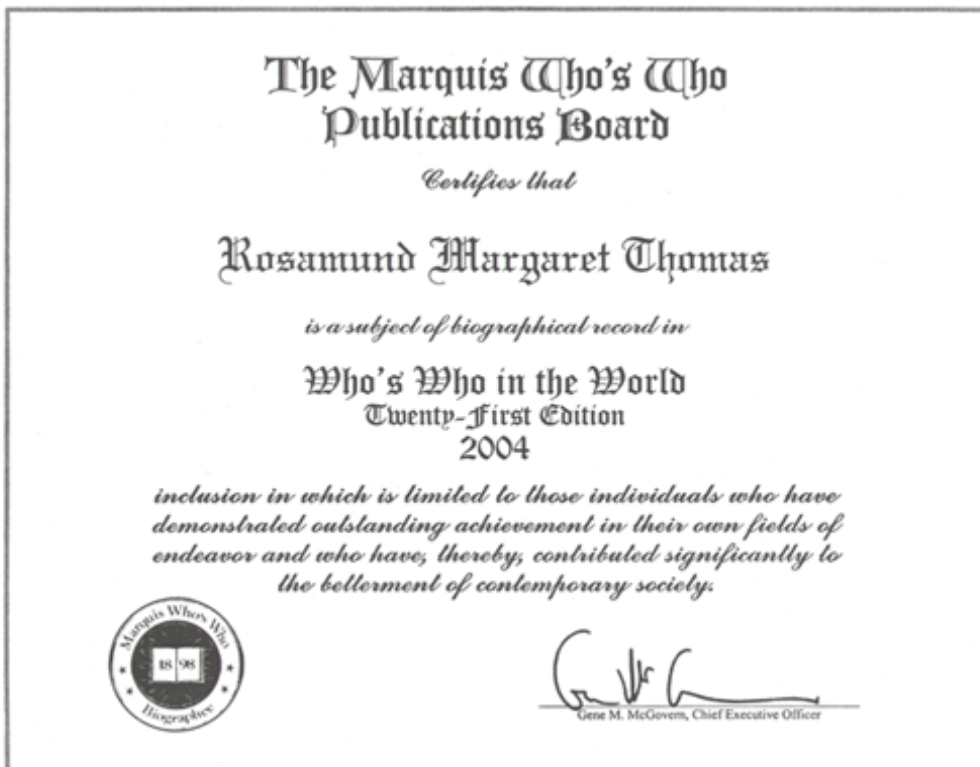 The Marquis Who's Who
Publications Board
Certifies that
Rosamund Margaret Thomas
is a subject of biographical record in
Who's Who in the World
Twenty-First Edition
2004
inclusion in which is limited to those individuals who have
demonstrated outstanding achievement in their own fields of
endeavor and who have, thereby, contributed significantly to
the betterment of contemporary society.
Marquis Who's Who
18 98
Biographee
Gene M. McGovern, Chief Executive Officer